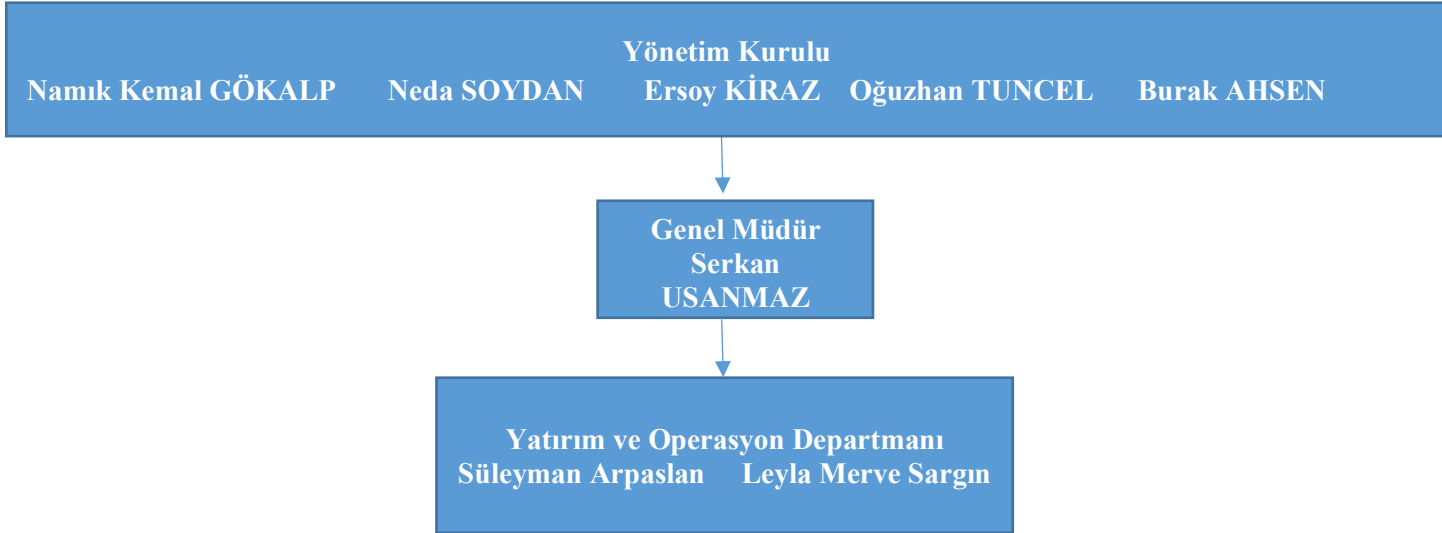 Yönetim Kurulu
Namık Kemal GÖKALP Neda SOYDAN Ersoy KİRAZ Oğuzhan TUNCEL Burak AHSEN
Genel Müdür
Serkan
USANMAZ
Yatırım ve Operasyon Departmanı
Süleyman Arpaslan Leyla Merve Sargın